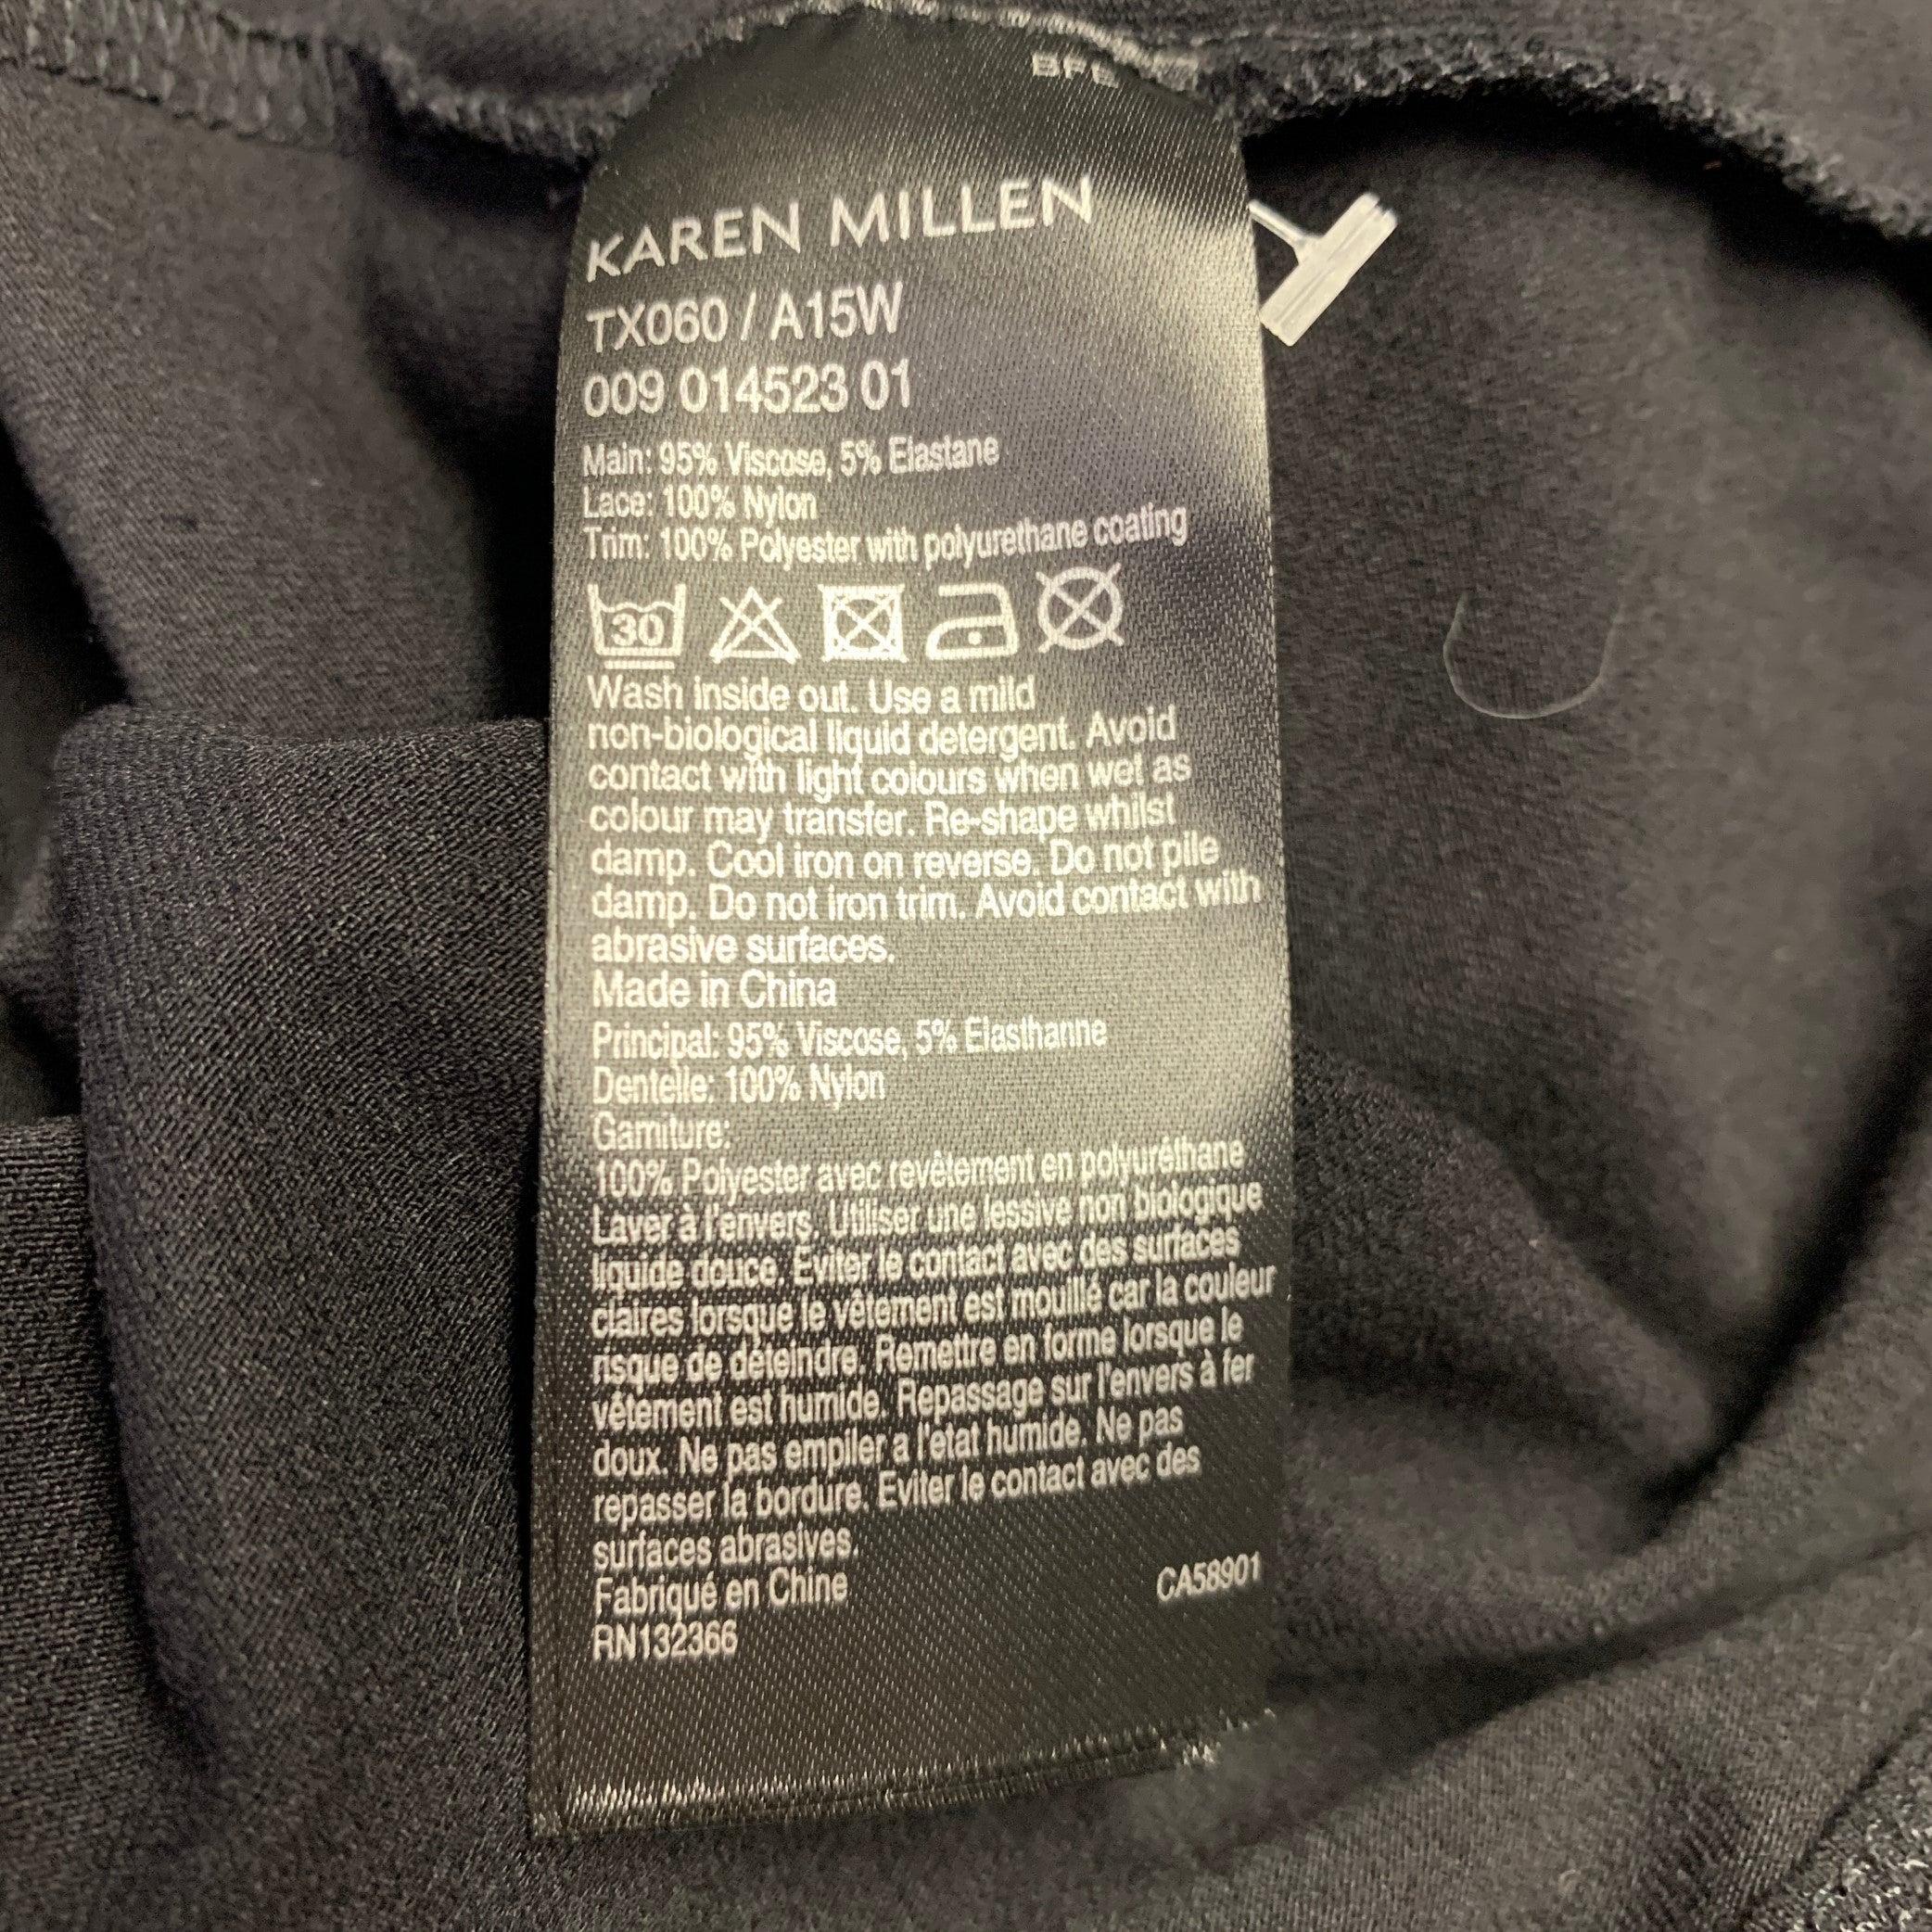 KAREN MILLEN
TX060 / A15W
009 014523 01
Main: 95% Viscose, 5% Elastane
Lace: 100% Nylon
Trim: 100% Polyester with polyurethane coating
30
Wash inside out. Use a mild
non-biological liquid detergent. Avoid
contact with light colours when wet as
colour may transfer. Re-shape whilst
damp. Cool iron on reverse. Do not pile
damp. Do not iron trim. Avoid contact with
abrasive surfaces.
Made in China
Principal: 95% Viscose, 5% Elasthanne
Dentelle: 100% Nylon
Garniture:
100% Polyester avec revêtement en polyuréthane
Laver à l'envers. Utiliser une lessive non biologique
liquide douce. Eviter le contact avec des surfaces
claires lorsque le vêtement est mouillé car la couleur
risque de déteindre. Remettre en forme lorsque le
vêtement est humide. Repassage sur l'envers à fer
doux. Ne pas empiler a l'etat humide. Ne pas
repasser la bordure. Eviter le contact avec des
surfaces abrasives.
Fabriqué en Chine
CA58901
RN132366